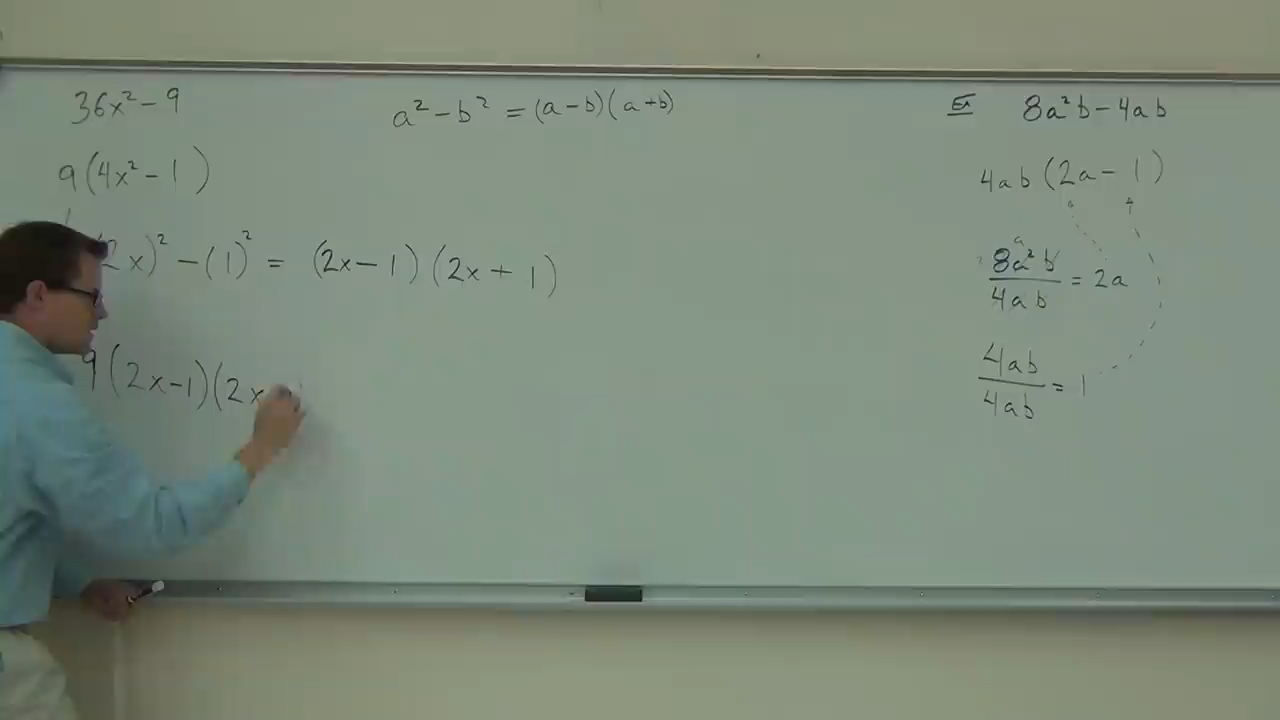 36x² - 9
9(4x² - 1)
2x)² - (1)² = (2x - 1)(2x + 1)
9(2x-1)(2x
a² - b² = (a-b)(a+b)
Ex 8a²b - 4ab
4ab(2a - 1)
8a²b/4ab = 2a
4ab/4ab = 1